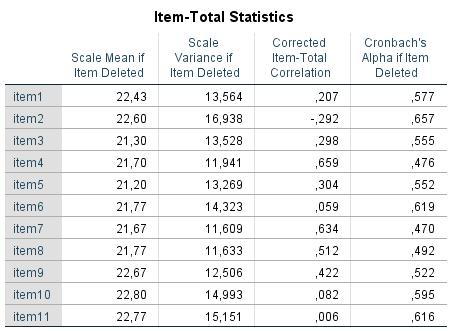 Item-Total Statistics
Scale Mean if Item Deleted Scale Variance if Item Deleted Corrected Item-Total Correlation Cronbach's Alpha if Item Deleted
item1 22,43 13,564 ,207 ,577
item2 22,60 16,938 -,292 ,657
item3 21,30 13,528 ,298 ,555
item4 21,70 11,941 ,659 ,476
item5 21,20 13,269 ,304 ,552
item6 21,77 14,323 ,059 ,619
item7 21,67 11,609 ,634 ,470
item8 21,77 11,633 ,512 ,492
item9 22,67 12,506 ,422 ,522
item10 22,80 14,993 ,082 ,595
item11 22,77 15,151 ,006 ,616